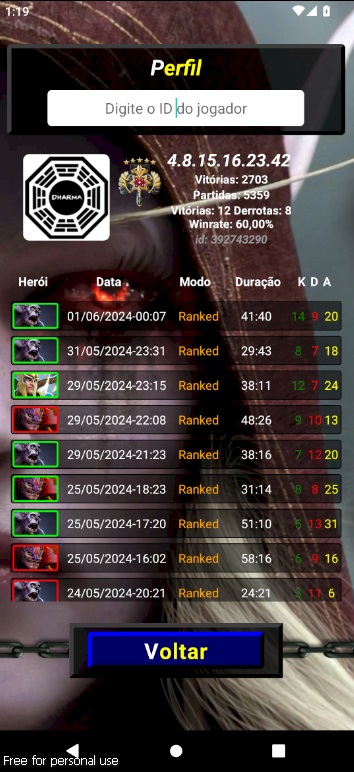 1:19
Perfil
Digite o ID do jogador
DHARMA
4.8.15.16.23.42
Vitórias: 2703
Partidas: 5359
Vitórias: 12 Derrotas: 8
Winrate: 60,00%
id: 392743290
Herói Data Modo Duração K D A
01/06/2024-00:07 Ranked 41:40 14 9 20
31/05/2024-23:31 Ranked 29:43 8 7 18
29/05/2024-23:15 Ranked 38:11 12 7 24
29/05/2024-22:08 Ranked 48:26 9 10 13
29/05/2024-21:23 Ranked 38:16 7 12 20
25/05/2024-18:23 Ranked 31:14 8 8 25
25/05/2024-17:20 Ranked 51:10 5 13 31
25/05/2024-16:02 Ranked 58:16 6 9 16
24/05/2024-20:21 Ranked 24:21 3 11 6
Voltar
Free for personal use